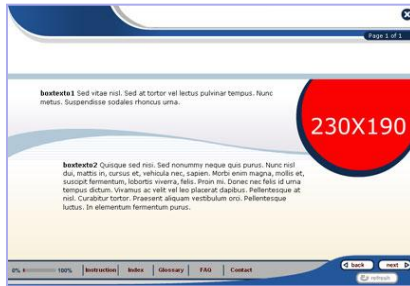 Page 1 of 1
boxtexto1 Sed vitae nisl. Sed at tortor vel lectus pulvinar tempus. Nunc
metus. Suspendisse sodales rhoncus urna.
230X190
boxtexto2 Quisque sed nisi. Sed nonummy neque quis purus. Nunc nisl
dui, mattis in, cursus et, vehicula nec, sapien. Morbi enim magna, mollis et,
suscipit fermentum, lobortis viverra, felis. Proin mi. Donec nec felis id urna
tempus dictum. Vivamus ac velit vel leo placerat dapibus. Pellentesque at
nisl. Curabitur tortor. Praesent aliquam vestibulum oro. Pellentesque
luctus. In elementum fermentum purus.
0% 100% Instruction Index Glossary FAQ Contact
back next
refresh